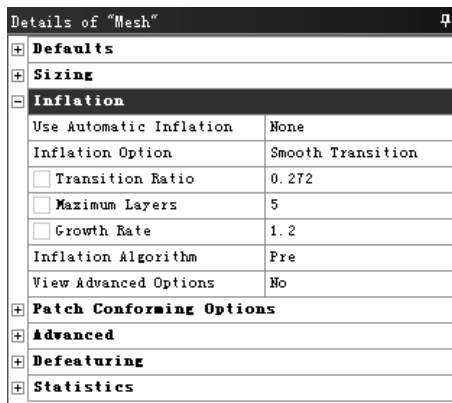 Details of "Mesh"
Defaults
Sizing
Inflation
Use Automatic Inflation None
Inflation Option Smooth Transition
Transition Ratio 0.272
Maximum Layers 5
Growth Rate 1.2
Inflation Algorithm Pre
View Advanced Options No
Patch Conforming Options
Advanced
Defeaturing
Statistics